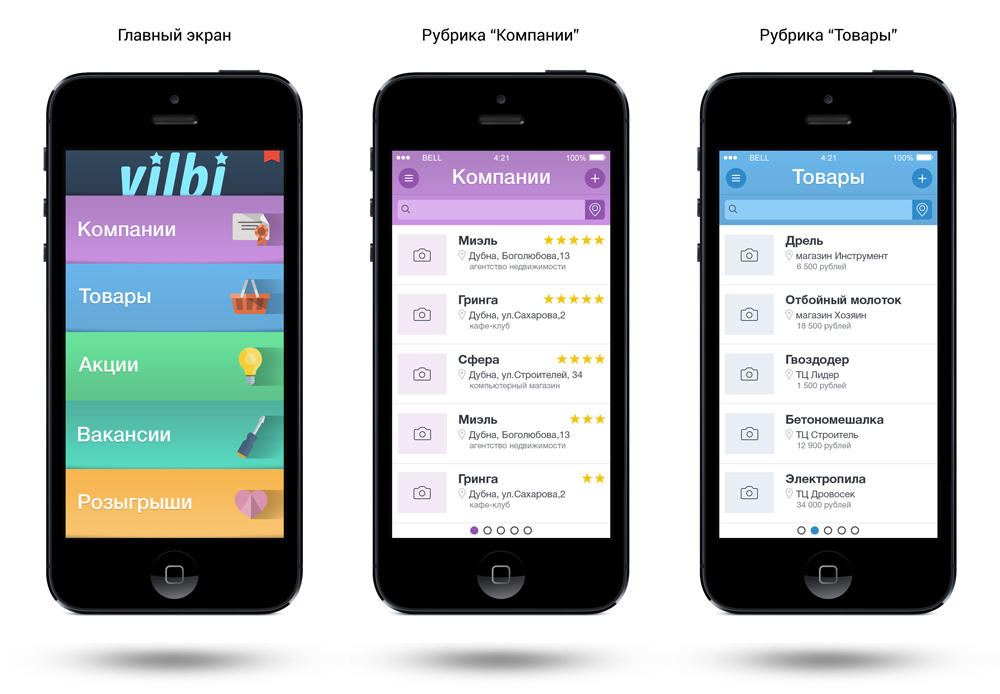 Главный экран
vilbi
Компании
Товары
Акции
Вакансии
Розыгрыши
Рубрика “Компании”
BELL 4:21 100%
Компании
Миэль
Дубна, Боголюбова,13
агентство недвижимости
Гринга
Дубна, ул.Сахарова,2
кафе-клуб
Сфера
Дубна, ул.Строителей, 34
компьютерный магазин
Миэль
Дубна, Боголюбова,13
агентство недвижимости
Гринга
Дубна, ул.Сахарова,2
кафе-клуб
Рубрика “Товары”
BELL 4:21 100%
Товары
Дрель
магазин Инструмент
6 500 рублей
Отбойный молоток
магазин Хозяин
18 500 рублей
Гвоздодер
ТЦ Лидер
1 500 рублей
Бетономешалка
ТЦ Строитель
12 900 рублей
Электропила
ТЦ Дровосек
34 000 рублей